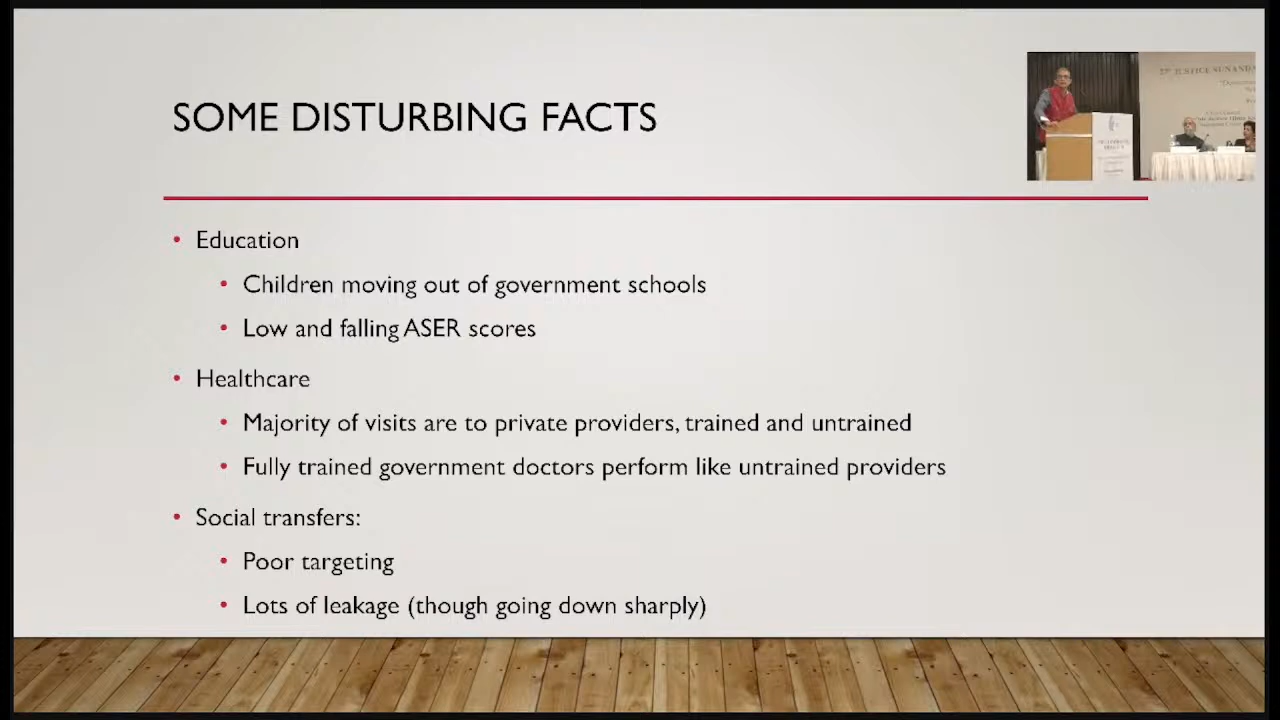 SOME DISTURBING FACTS
• Education
• Children moving out of government schools
• Low and falling ASER scores
• Healthcare
• Majority of visits are to private providers, trained and untrained
• Fully trained government doctors perform like untrained providers
• Social transfers:
• Poor targeting
• Lots of leakage (though going down sharply)
JUSTICE